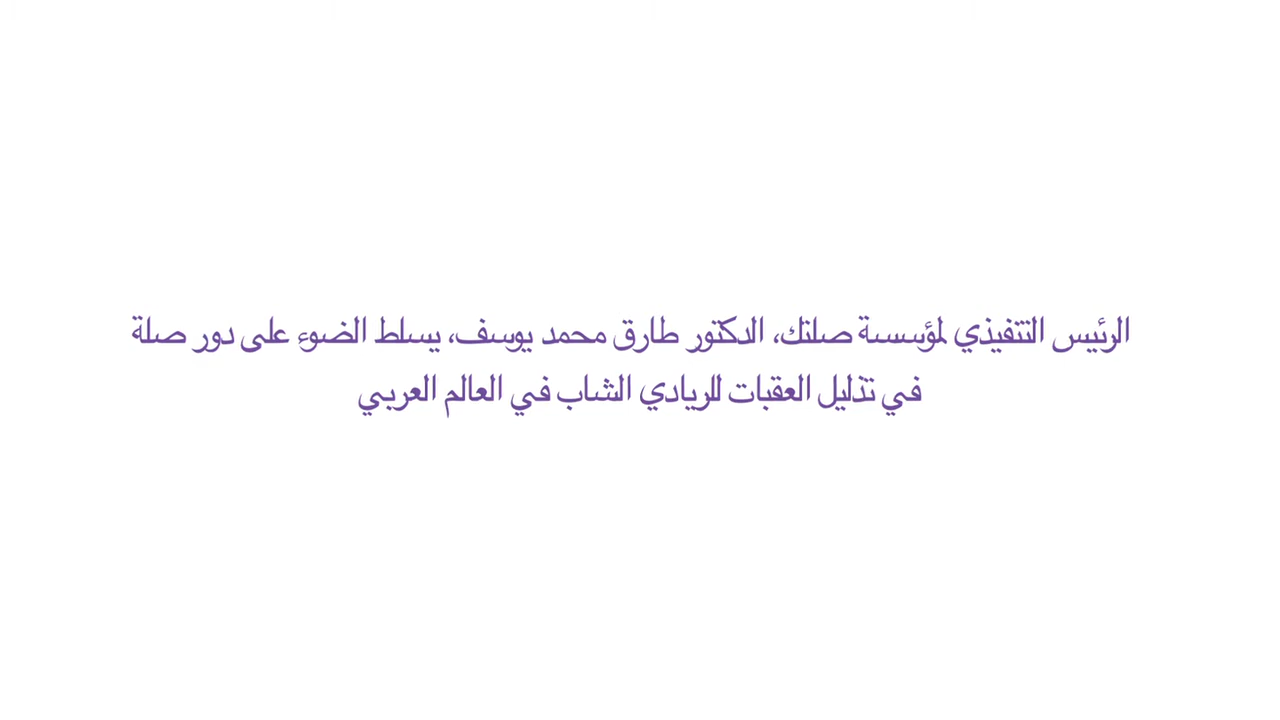 الرئيس التنفيذي لمؤسسة صلتك، الدكتور طارق محمد يوسف، يسلط الضوء على دور صلة
في تذليل العقبات للريادي الشاب في العالم العربي